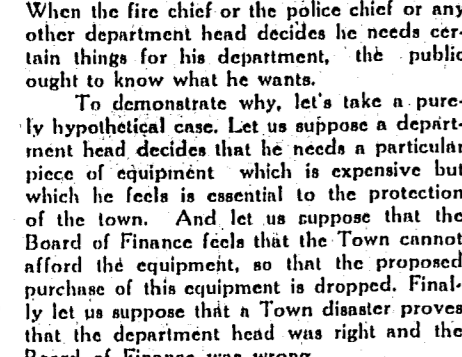 When the fire chief or the police chief or any
other department head decides he needs cer-
tain things for his department, the public
ought to know what he wants.
To demonstrate why, let's take a pure-
ly hypothetical case. Let us suppose a depart-
ment head decides that he needs a particular
piece of equipment which is expensive but
which he feels is essential to the protection
of the town. And let us suppose that the
Board of Finance feels that the Town cannot
afford the equipment, so that the proposed
purchase of this equipment is dropped. Final-
ly let us suppose that a Town disaster proves
that the department head was right and the
Board of Finance was wrong.